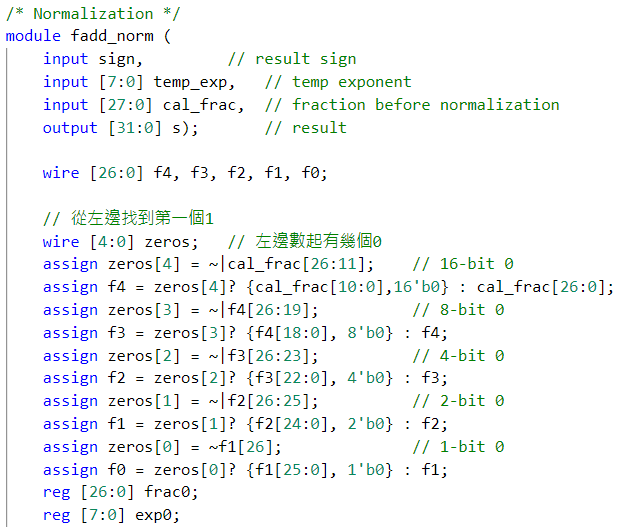 /* Normalization */
module fadd_norm (
    input sign,         // result sign
    input [7:0] temp_exp,   // temp exponent
    input [27:0] cal_frac,  // fraction before normalization
    output [31:0] s);       // result

    wire [26:0] f4, f3, f2, f1, f0;

    // 從左邊找到第一個1
    wire [4:0] zeros;   // 左邊數起有幾個0
    assign zeros[4] = ~|cal_frac[26:11];    // 16-bit 0
    assign f4 = zeros[4]? {cal_frac[10:0],16'b0} : cal_frac[26:0];
    assign zeros[3] = ~|f4[26:19];          // 8-bit 0
    assign f3 = zeros[3]? {f4[18:0], 8'b0} : f4;
    assign zeros[2] = ~|f3[26:23];          // 4-bit 0
    assign f2 = zeros[2]? {f3[22:0], 4'b0} : f3;
    assign zeros[1] = ~|f2[26:25];          // 2-bit 0
    assign f1 = zeros[1]? {f2[24:0], 2'b0} : f2;
    assign zeros[0] = ~f1[26];              // 1-bit 0
    assign f0 = zeros[0]? {f1[25:0], 1'b0} : f1;
    reg [26:0] frac0;
    reg [7:0] exp0;